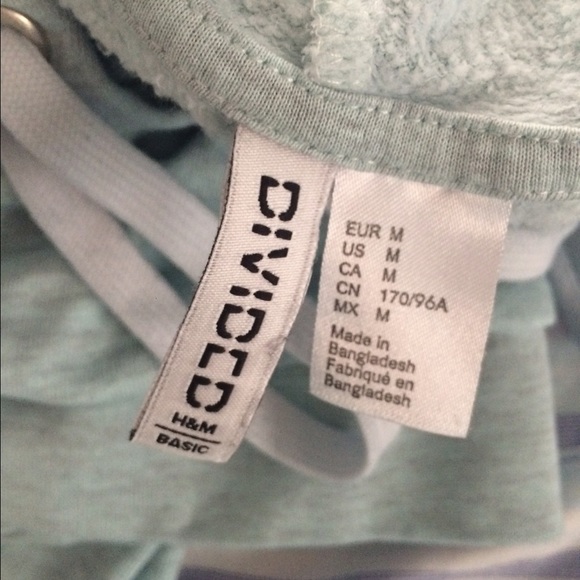 DIVIDED
H&M
BASIC
EUR M
US M
CA M
CN 170/96A
MX M
Made in
Bangladesh
Fabriqué en
Bangladesh